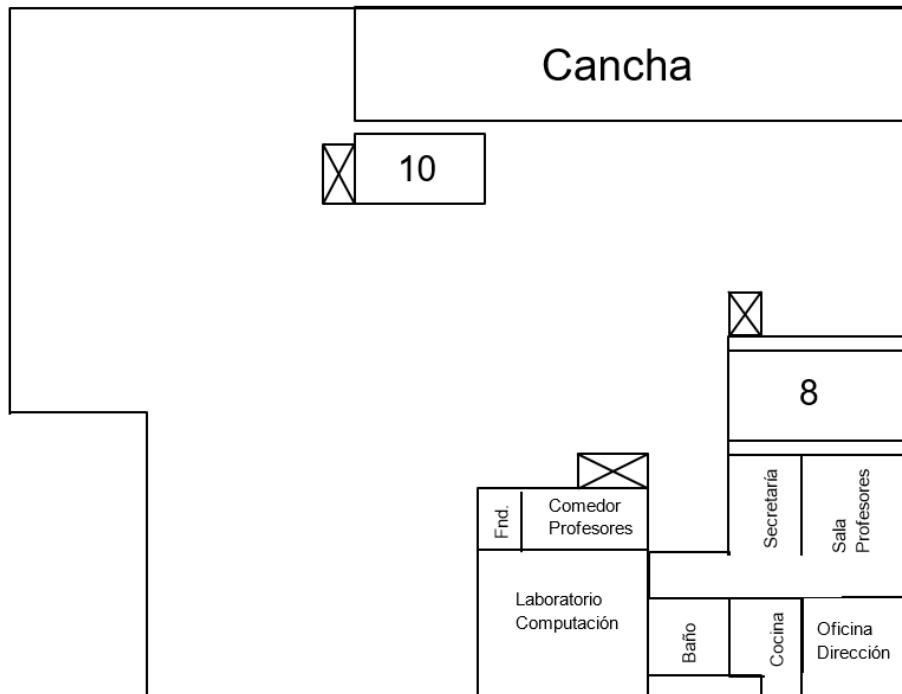 Cancha
10
8
Fnd.
Comedor
Profesores
Secretaría
Sala
Profesores
Laboratorio
Computación
Baño
Cocina
Oficina
Dirección